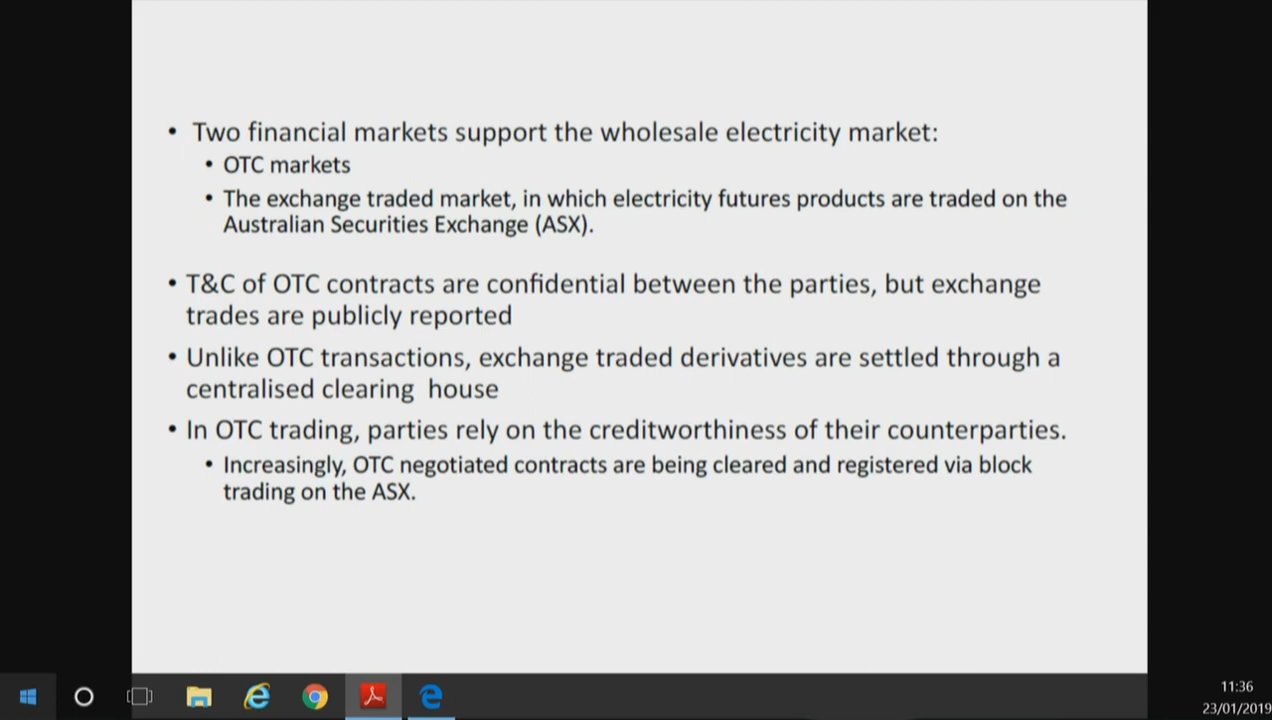 • Two financial markets support the wholesale electricity market:
• OTC markets
• The exchange traded market, in which electricity futures products are traded on the
Australian Securities Exchange (ASX).
• T&C of OTC contracts are confidential between the parties, but exchange
trades are publicly reported
• Unlike OTC transactions, exchange traded derivatives are settled through a
centralised clearing  house
• In OTC trading, parties rely on the creditworthiness of their counterparties.
• Increasingly, OTC negotiated contracts are being cleared and registered via block
trading on the ASX.
11:36
23/01/2019